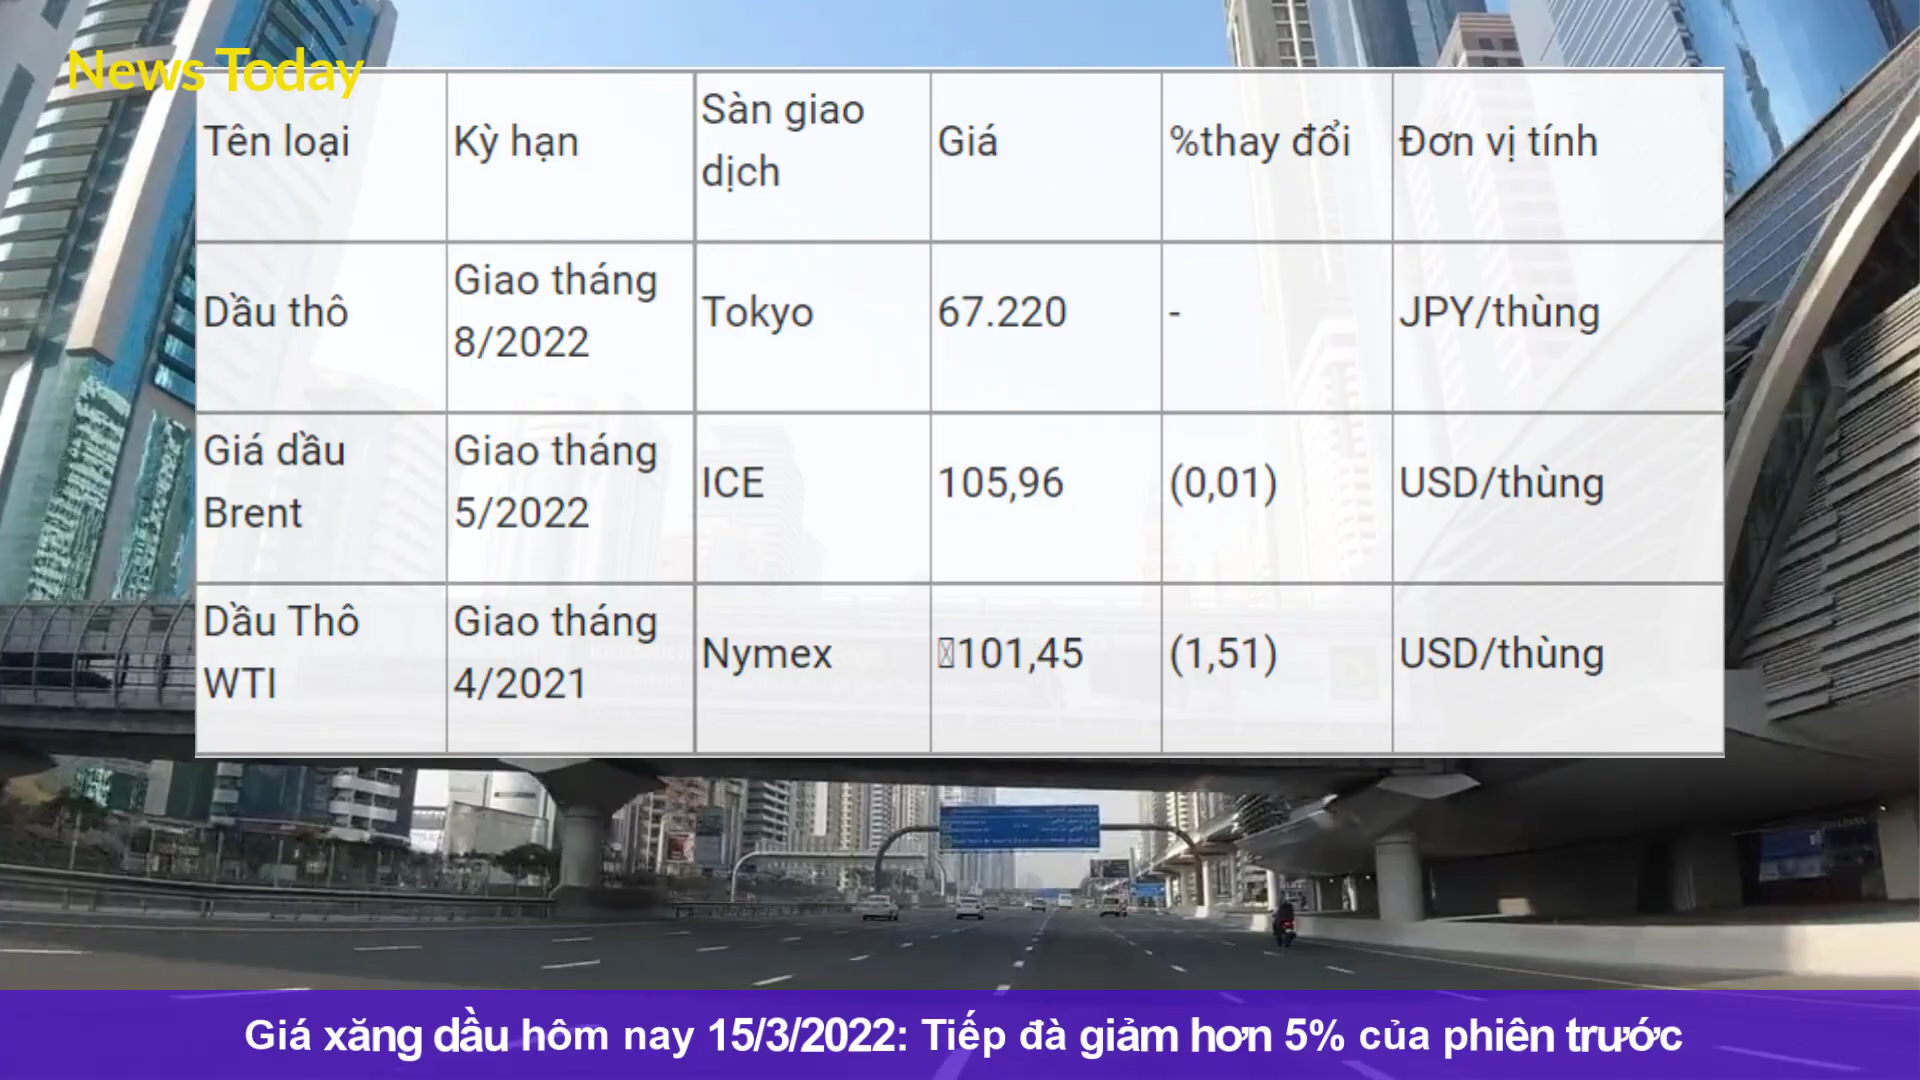 News Today
Tên loại
Kỳ hạn
Sàn giao
dịch
Giá
%thay đổi
Đơn vị tính
Dầu thô
Giao tháng
8/2022
Tokyo
67.220
-
JPY/thùng
Giá dầu
Brent
Giao tháng
5/2022
ICE
105,96
(0,01)
USD/thùng
Dầu Thô
WTI
Giao tháng
4/2021
Nymex
101,45
(1,51)
USD/thùng
Giá xăng dầu hôm nay 15/3/2022: Tiếp đà giảm hơn 5% của phiên trước